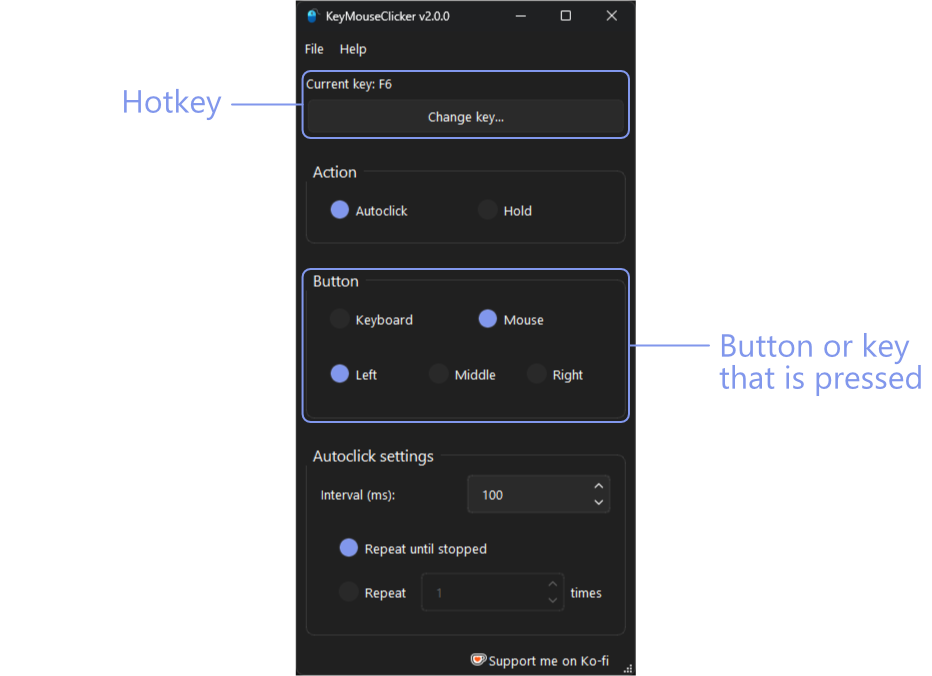 KeyMouseClicker v2.0.0
File Help
Current key: F6
Hotkey
Change key...
Action
Autoclick Hold
Button
Keyboard Mouse
Button or key
that is pressed
Left Middle Right
Autoclick settings
Interval (ms): 100
Repeat until stopped
Repeat 1 times
Support me on Ko-fi